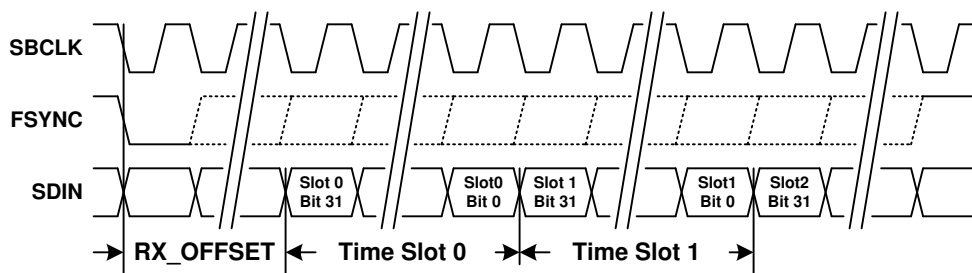 SBCLK
FSYNC
SDIN
Slot 0
Bit 31
Slot0
Bit 0
Slot 1
Bit 31
Slot1
Bit 0
Slot2
Bit 31
RX_OFFSET
Time Slot 0
Time Slot 1